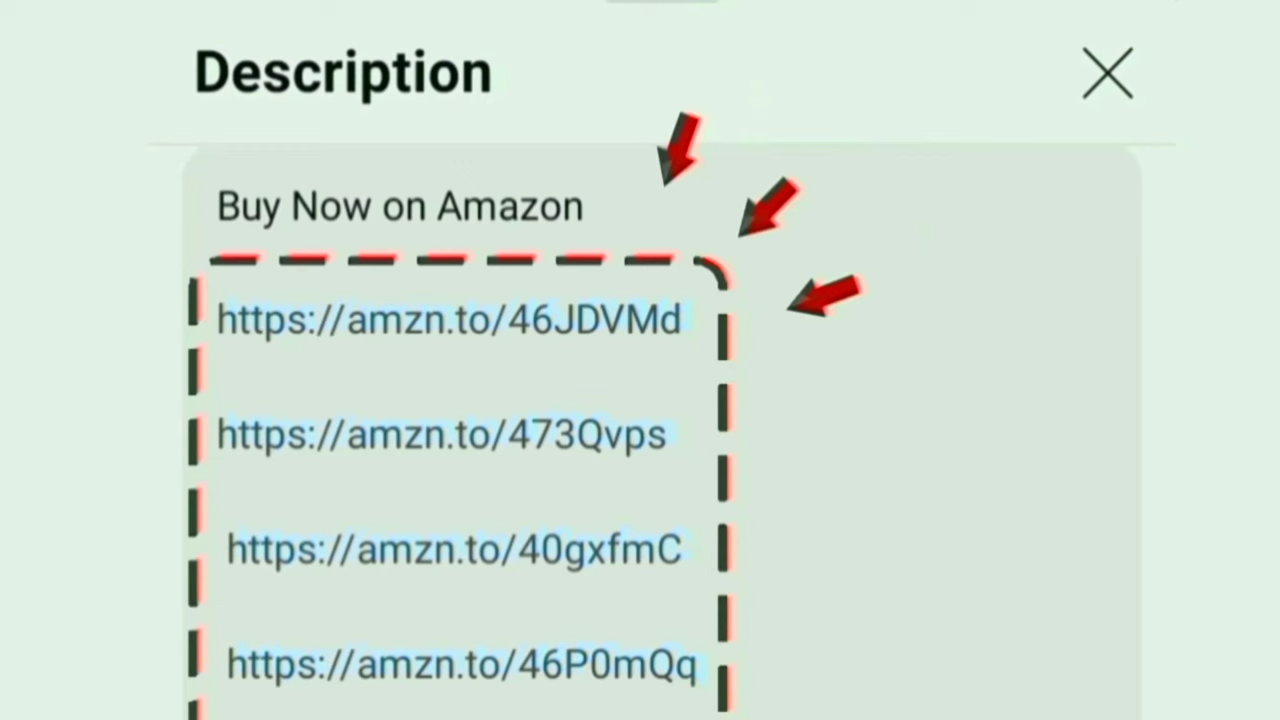 Description
Buy Now on Amazon
https://amzn.to/46JDVMd
https://amzn.to/473Qvps
https://amzn.to/40gxfmC
https://amzn.to/46P0mQq